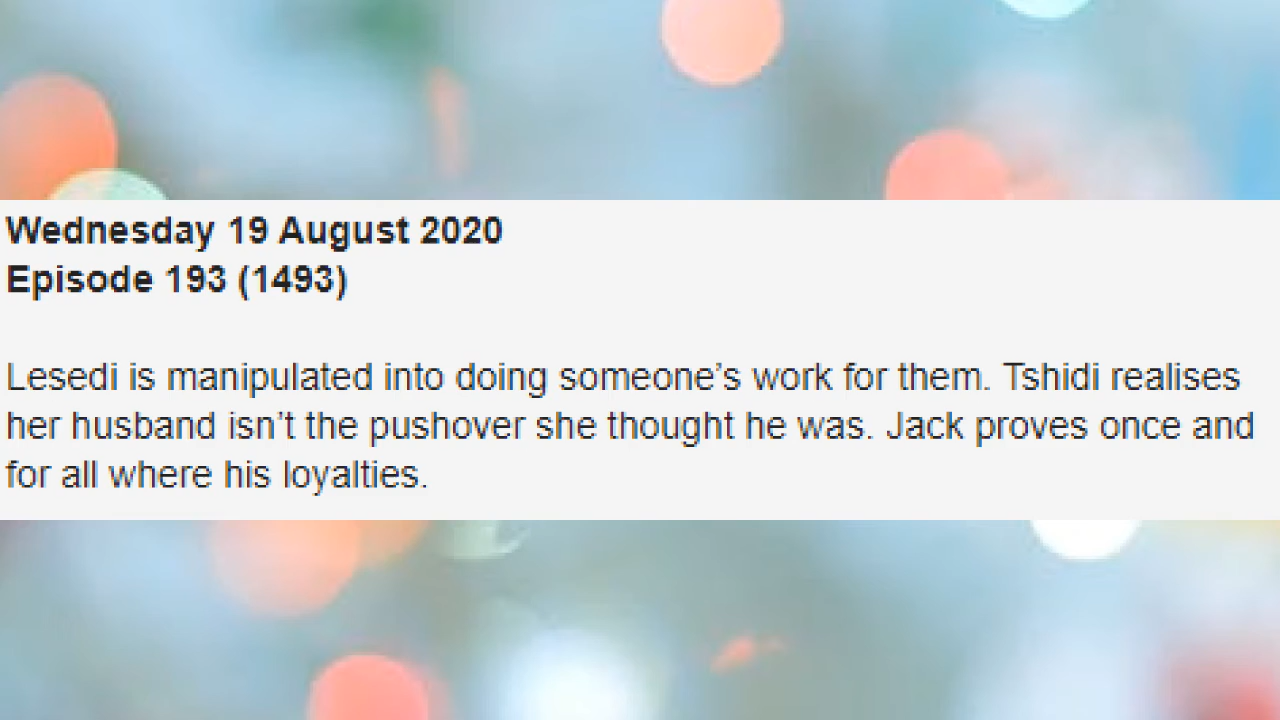 Wednesday 19 August 2020
Episode 193 (1493)
Lesedi is manipulated into doing someone’s work for them. Tshidi realises
her husband isn’t the pushover she thought he was. Jack proves once and
for all where his loyalties.